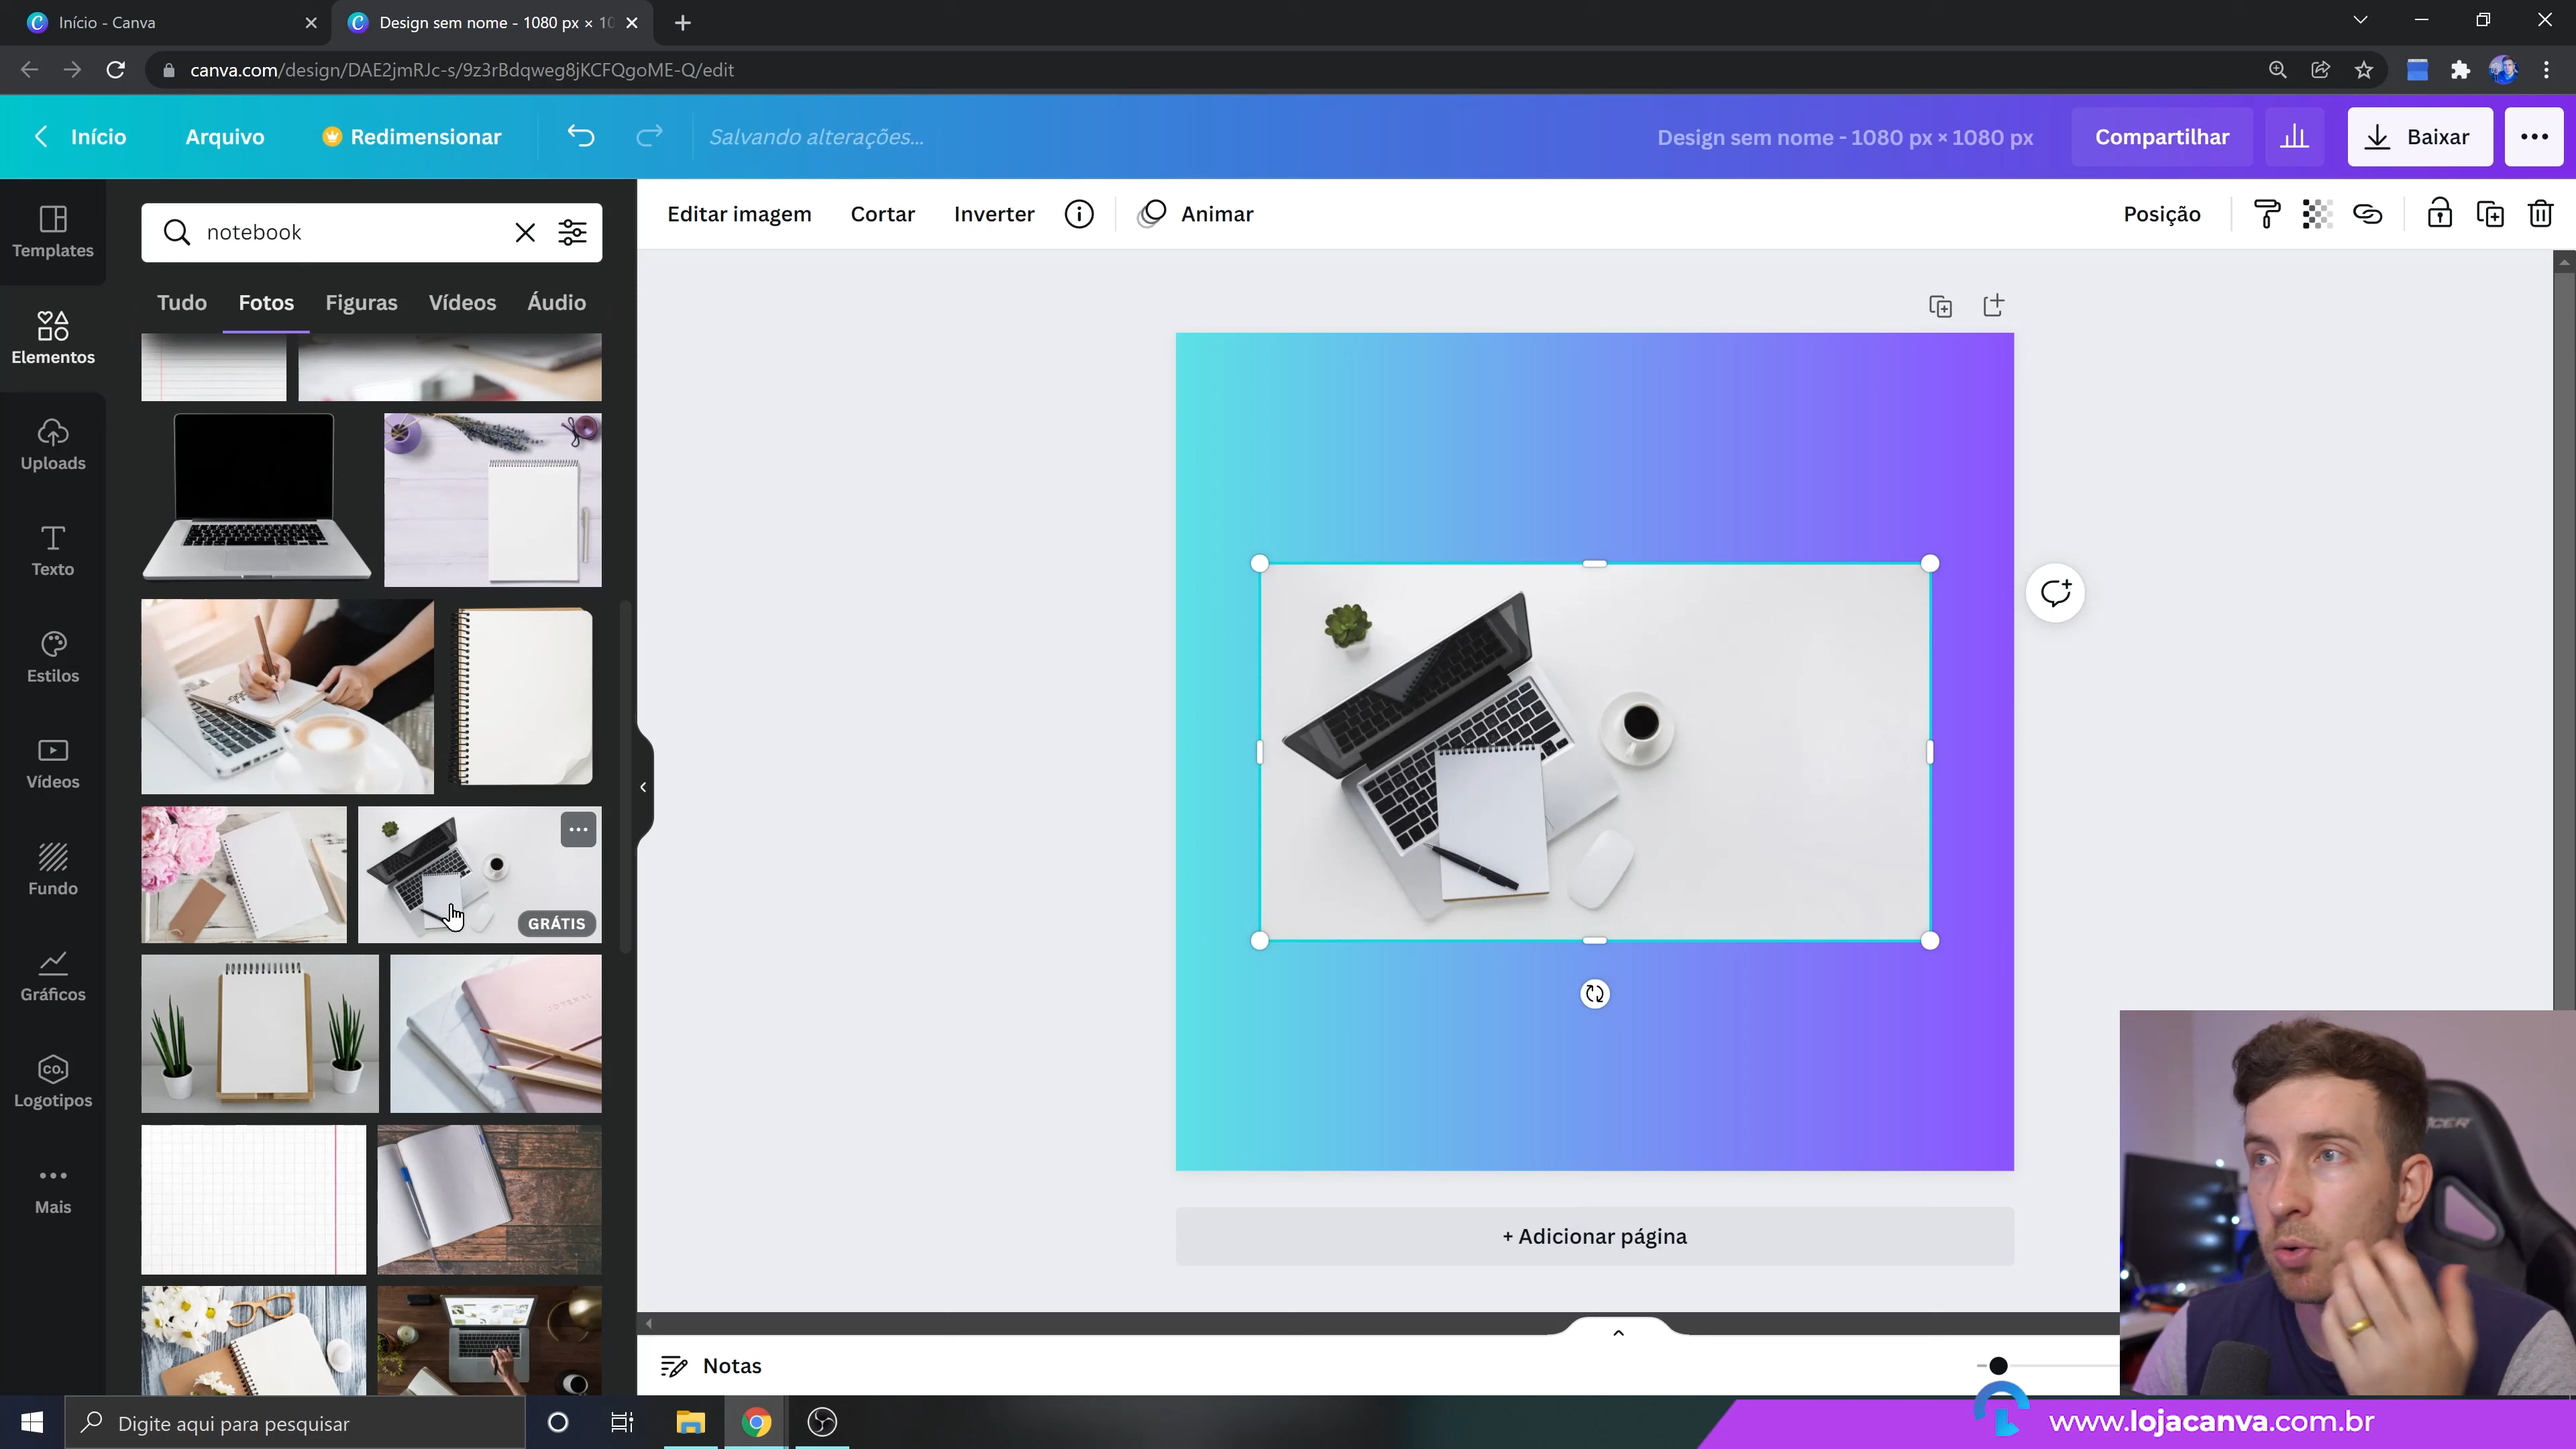 Início - Canva
Design sem nome - 1080 px × 10
canva.com/design/DAE2jmRJc-s/9z3rBdqweg8jKCFQgoME-Q/edit
Início
Arquivo
Redimensionar
Salvando alterações...
Design sem nome - 1080 px × 1080 px
Compartilhar
Baixar
Templates
Elementos
Uploads
Texto
Estilos
Vídeos
Fundo
Gráficos
CO.
Logotipos
Mais
notebook
Tudo
Fotos
Figuras
Vídeos
Áudio
GRÁTIS
Editar imagem
Cortar
Inverter
Animar
Posição
+ Adicionar página
Notas
Digite aqui para pesquisar
www.lojacanva.com.br